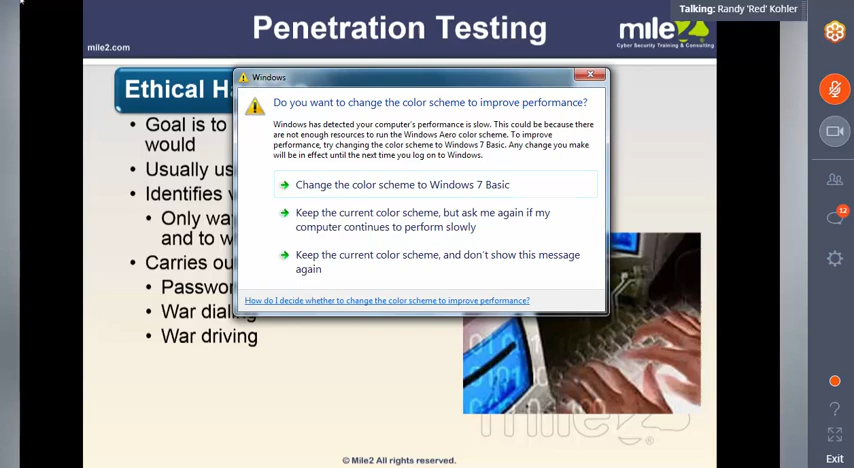 Talking: Randy 'Red' Kohler
Penetration Testing
mile2
Cyber Security Training & Consulting
mile2.com
Windows
Ethical Ha
Do you want to change the color scheme to improve performance?
Windows has detected your computer's performance is slow. This could be because there
are not enough resources to run the Windows Aero color scheme. To improve
performance, try changing the color scheme to Windows 7 Basic. Any change you make
will be in effect until the next time you log on to Windows.
Change the color scheme to Windows 7 Basic
Keep the current color scheme, but ask me again if my
computer continues to perform slowly
Keep the current color scheme, and don't show this message
again
How do I decide whether to change the color scheme to improve performance?
• Goal is to
would
• Usually us
• Identifies v
• Only wa
and to w
• Carries ou
• Passwor
• War dialing
• War driving
12
© Mile2 All rights reserved.
Exit